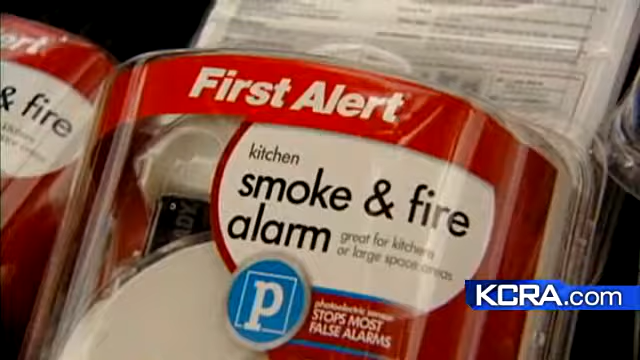 First Alert
kitchen
smoke & fire
alarm
great for kitchens
or large space areas
P
photoelectric sensor
STOPS MOST
FALSE ALARMS
& fire
KCRA.com